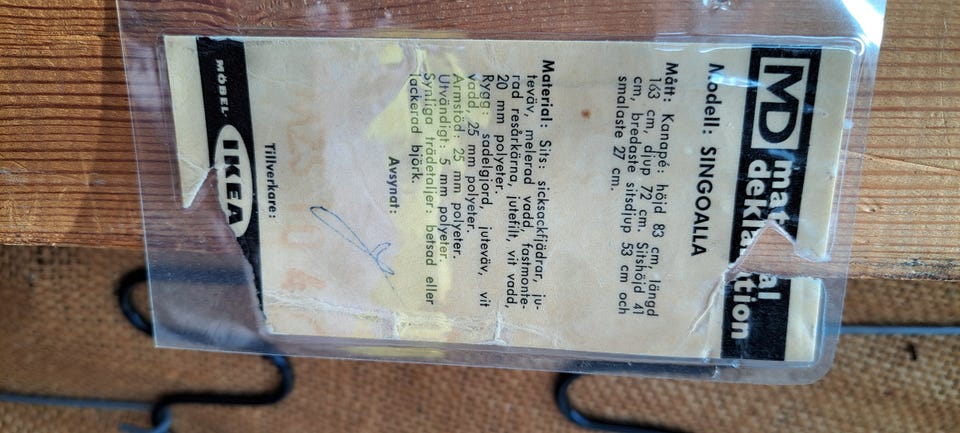 MD material
deklaration
Modell: SINGOALLA
Mått: Kanapé: höjd 83 cm, längd
163 cm, djup 72 cm. Sitshöjd 41
cm, bredaste sitsdjup 53 cm och
smalaste 27 cm.
Material: Sits: sicksackfjädrar, ju-
teväv, melerad vadd, fastmonte-
rad resårkärna, jutefilt, vit vadd,
20 mm polyeter.
Rygg: sadelgjord, juteväv, vit
vadd, 25 mm polyeter.
Armstöd: 25 mm polyeter.
Utvändigt: 5 mm polyeter.
Synliga trädetaljer: betsad eller
lackerad björk.
Avsynat:
Tillverkare:
MÖBEL-IKEA